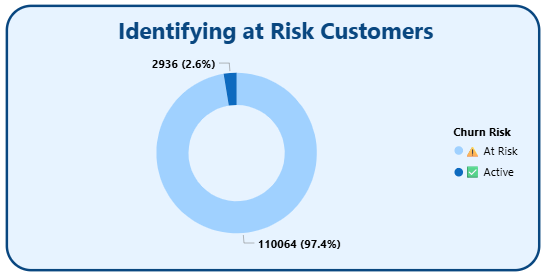 Identifying at Risk Customers
2936 (2.6%)
Churn Risk
⚠️ At Risk
✅ Active
110064 (97.4%)